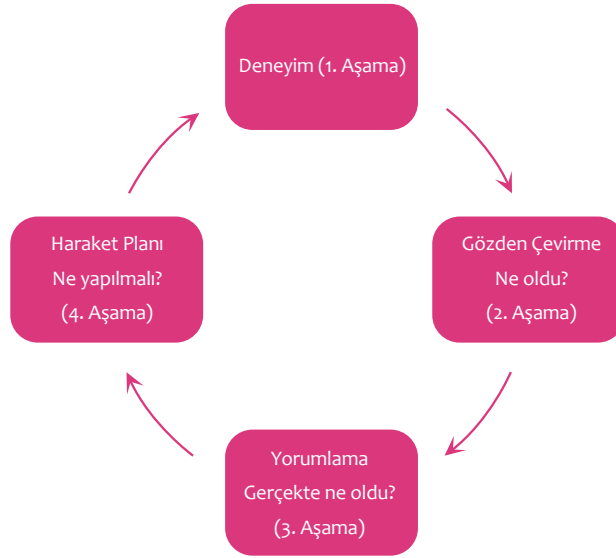 Deneyim (1. Aşama)
Gözden Çevirme
Ne oldu?
(2. Aşama)
Yorumlama
Gerçekte ne oldu?
(3. Aşama)
Haraket Planı
Ne yapılmalı?
(4. Aşama)